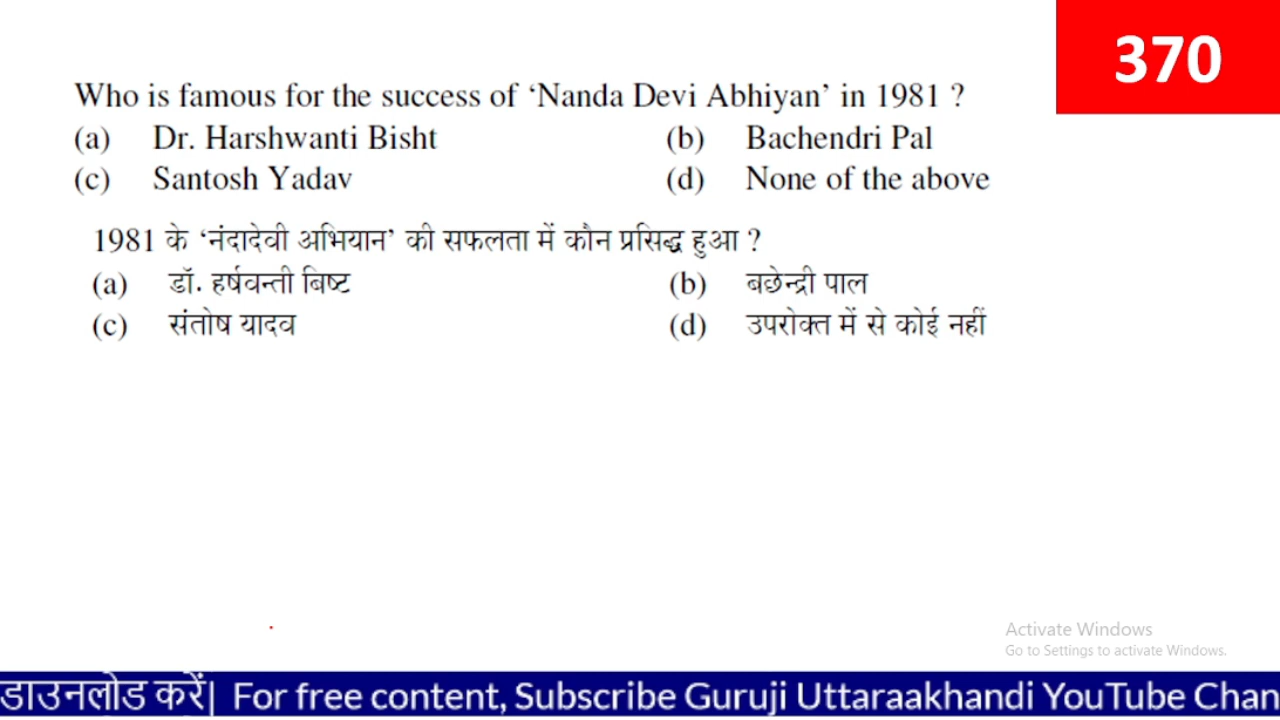 370
Who is famous for the success of ‘Nanda Devi Abhiyan’ in 1981 ?
(a) Dr. Harshwanti Bisht (b) Bachendri Pal
(c) Santosh Yadav (d) None of the above
1981 के ‘नंदादेवी अभियान’ की सफलता में कौन प्रसिद्ध हुआ ?
(a) डॉ. हर्षवन्ती बिष्ट (b) बछेन्द्री पाल
(c) संतोष यादव (d) उपरोक्त में से कोई नहीं
Activate Windows
Go to Settings to activate Windows.
डाउनलोड करें| For free content, Subscribe Guruji Uttaraakhandi YouTube Chan